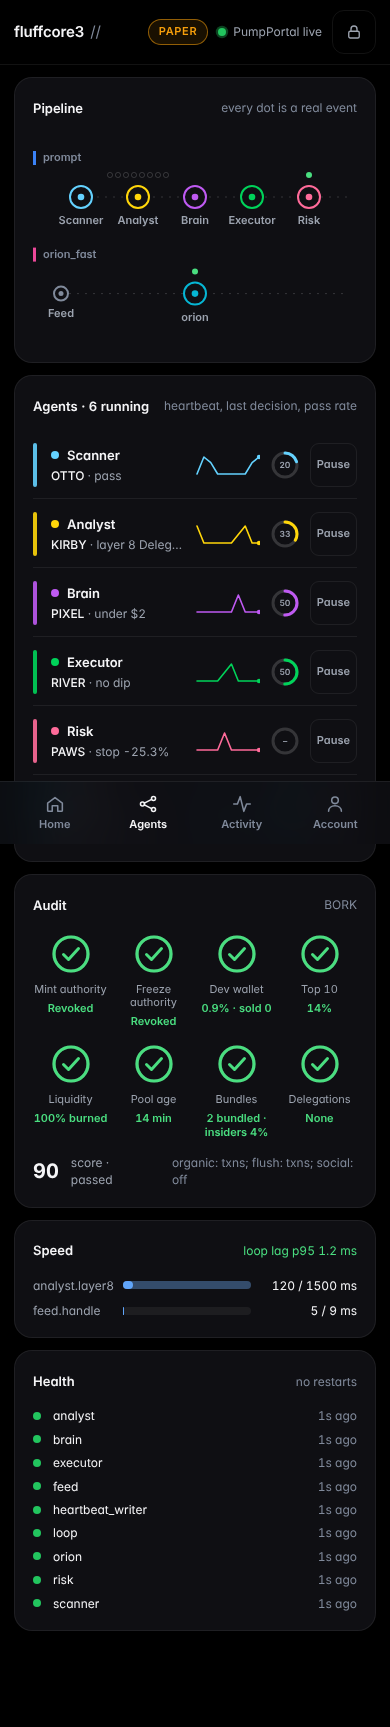 fluffcore3 //
PAPER
PumpPortal live
Pipeline
every dot is a real event
prompt
Scanner
Analyst
Brain
Executor
Risk
orion_fast
Feed
orion
Agents · 6 running
heartbeat, last decision, pass rate
Scanner
OTTO · pass
20
Pause
Analyst
KIRBY · layer 8 Deleg...
33
Pause
Brain
PIXEL · under $2
50
Pause
Executor
RIVER · no dip
50
Pause
Risk
PAWS · stop -25.3%
–
Pause
Home
Agents
Activity
Account
Audit
BORK
Mint authority
Revoked
Freeze
authority
Revoked
Dev wallet
0.9% · sold 0
Top 10
14%
Liquidity
100% burned
Pool age
14 min
Bundles
2 bundled ·
insiders 4%
Delegations
None
90
score ·
passed
organic: txns; flush: txns; social:
off
Speed
loop lag p95 1.2 ms
analyst.layer8
120 / 1500 ms
feed.handle
5 / 9 ms
Health
no restarts
analyst
1s ago
brain
1s ago
executor
1s ago
feed
1s ago
heartbeat_writer
1s ago
loop
1s ago
orion
1s ago
risk
1s ago
scanner
1s ago